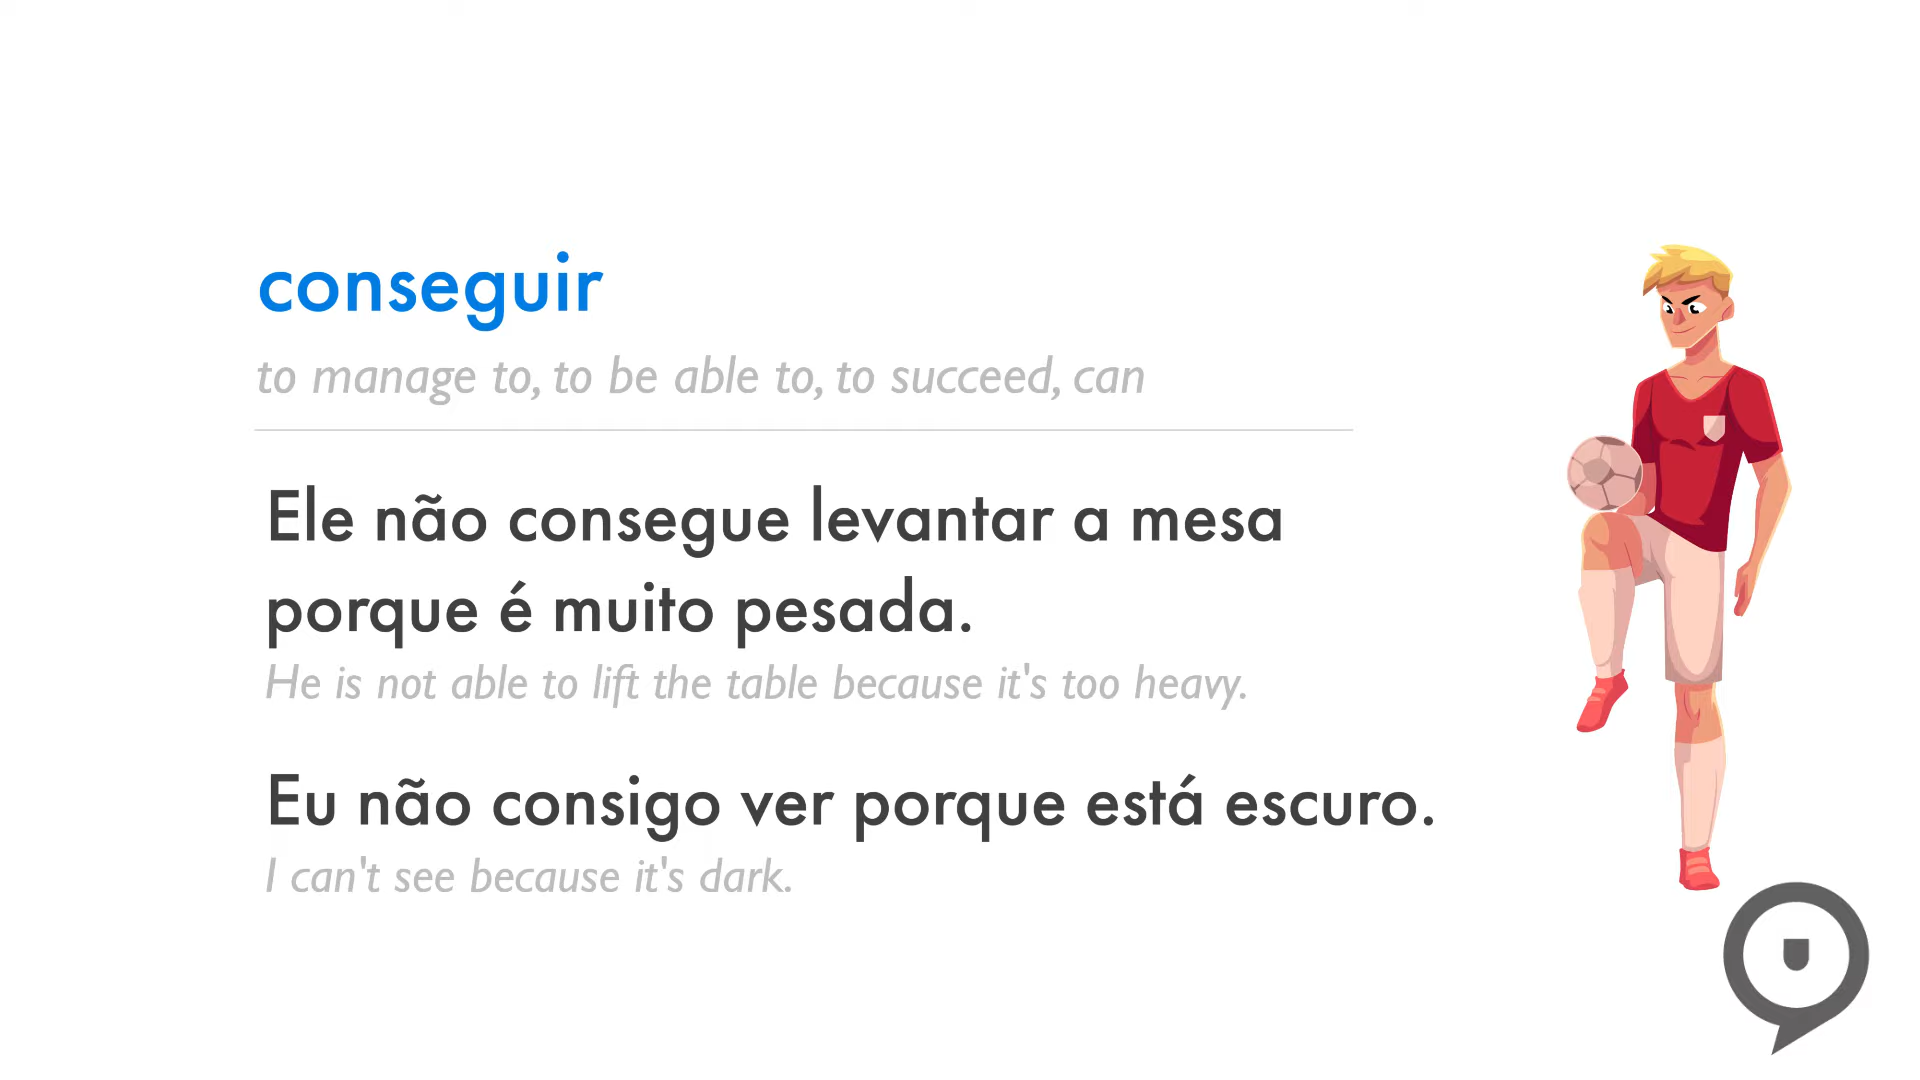 conseguir
to manage to, to be able to, to succeed, can
Ele não consegue levantar a mesa
porque é muito pesada.
He is not able to lift the table because it's too heavy.
Eu não consigo ver porque está escuro.
I can't see because it's dark.